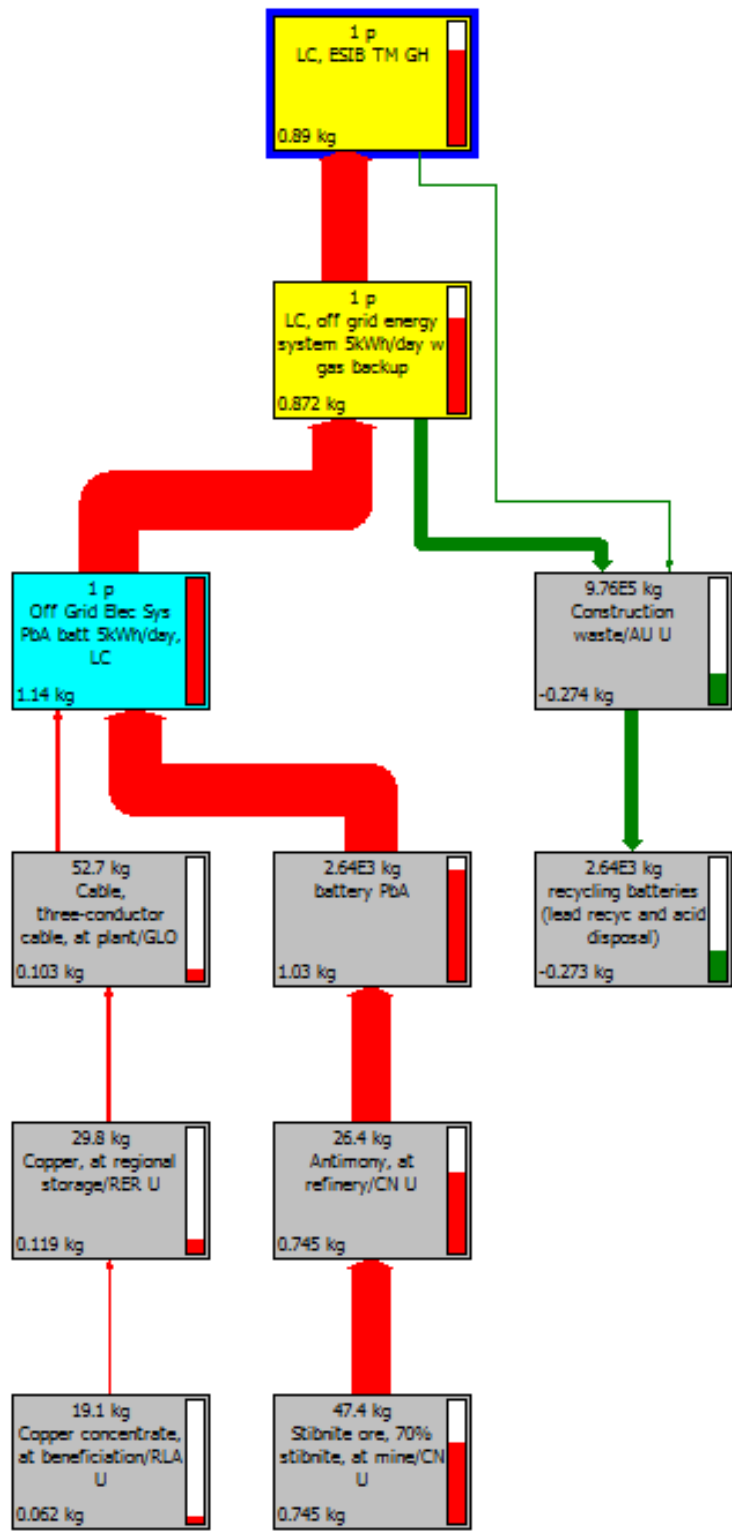 1 p
LC, ESIB TM GH
0.89 kg
1 p
LC, off grid energy
system 5kWh/day w
gas backup
0.872 kg
1 p
Off Grid Elec Sys
PbA batt 5kWh/day,
LC
1.14 kg
9.76E5 kg
Construction
waste/AU U
-0.274 kg
52.7 kg
Cable,
three-conductor
cable, at plant/GLO
0.103 kg
2.64E3 kg
battery PbA
1.03 kg
2.64E3 kg
recycling batteries
(lead recyc and acid
disposal)
-0.273 kg
29.8 kg
Copper, at regional
storage/RER U
0.119 kg
26.4 kg
Antimony, at
refinery/CN U
0.745 kg
19.1 kg
Copper concentrate,
at beneficiation/RLA
U
0.062 kg
47.4 kg
Stibnite ore, 70%
stibnite, at mine/CN
U
0.745 kg